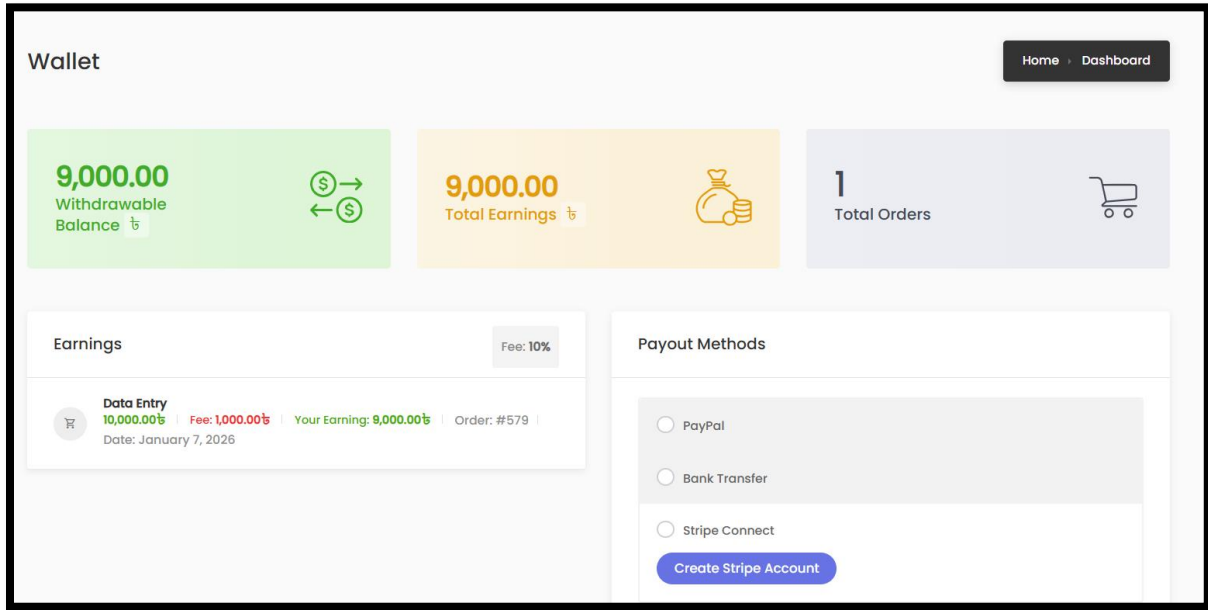 Wallet
Home › Dashboard
9,000.00
Withdrawable
Balance ৳
9,000.00
Total Earnings ৳
1
Total Orders
Earnings
Fee: 10%
Data Entry
10,000.00৳ Fee: 1,000.00৳ Your Earning: 9,000.00৳ Order: #579
Date: January 7, 2026
Payout Methods
PayPal
Bank Transfer
Stripe Connect
Create Stripe Account